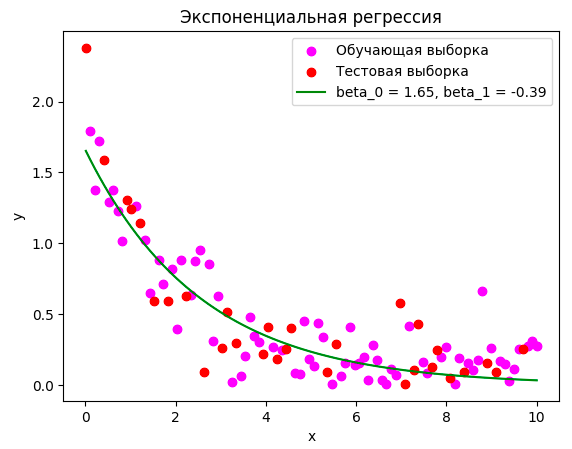 Экспоненциальная регрессия
Обучающая выборка
Тестовая выборка
beta_0 = 1.65, beta_1 = -0.39
y
2.0
1.5
1.0
0.5
0.0
0
2
4
6
8
10
x